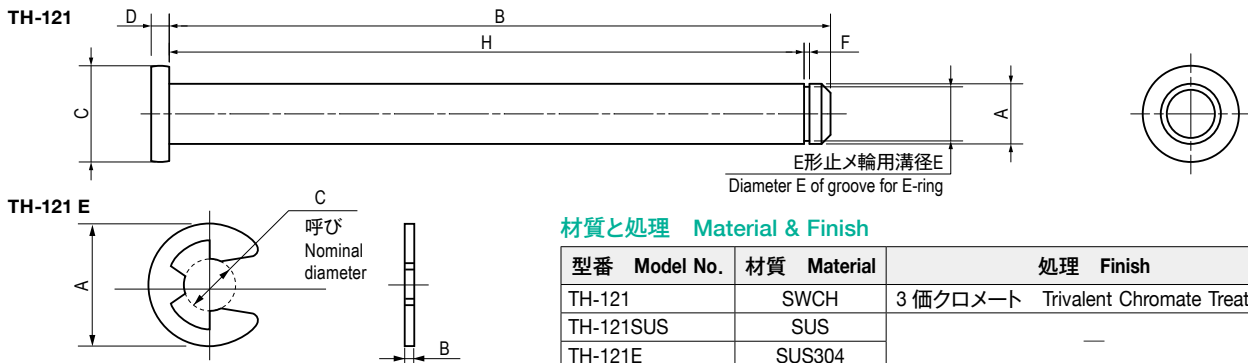 TH-121
D
B
H
F
C
A
E形止メ輪用溝径E
Diameter E of groove for E-ring
TH-121 E
C
呼び
Nominal
diameter
A
B
材質と処理 Material & Finish
型番 Model No. 材質 Material 処理 Finish
TH-121 SWCH 3 価クロメート Trivalent Chromate Treat
TH-121SUS SUS —
TH-121E SUS304